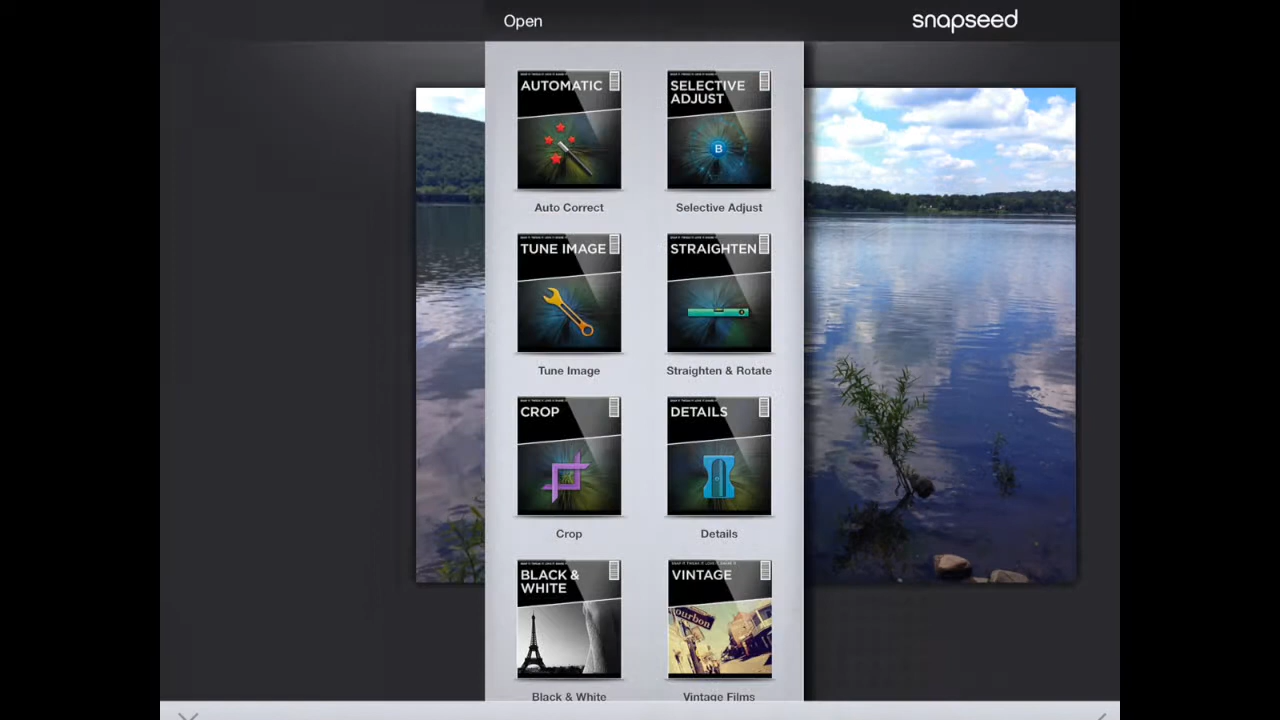 Open
snapseed
AUTOMATIC
SELECTIVE
ADJUST
B
Auto Correct
Selective Adjust
TUNE IMAGE
STRAIGHTEN
Tune Image
Straighten & Rotate
CROP
DETAILS
Crop
Details
BLACK &
WHITE
VINTAGE
ourbon
Black & White
Vintage Films